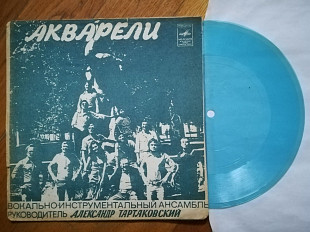 АКВАРЕЛИ
ВОКАЛЬНО-ИНСТРУМЕНТАЛЬНЫЙ АНСАМБЛЬ
РУКОВОДИТЕЛЬ АЛЕКСАНДР ТАРТАКОВСКИЙ